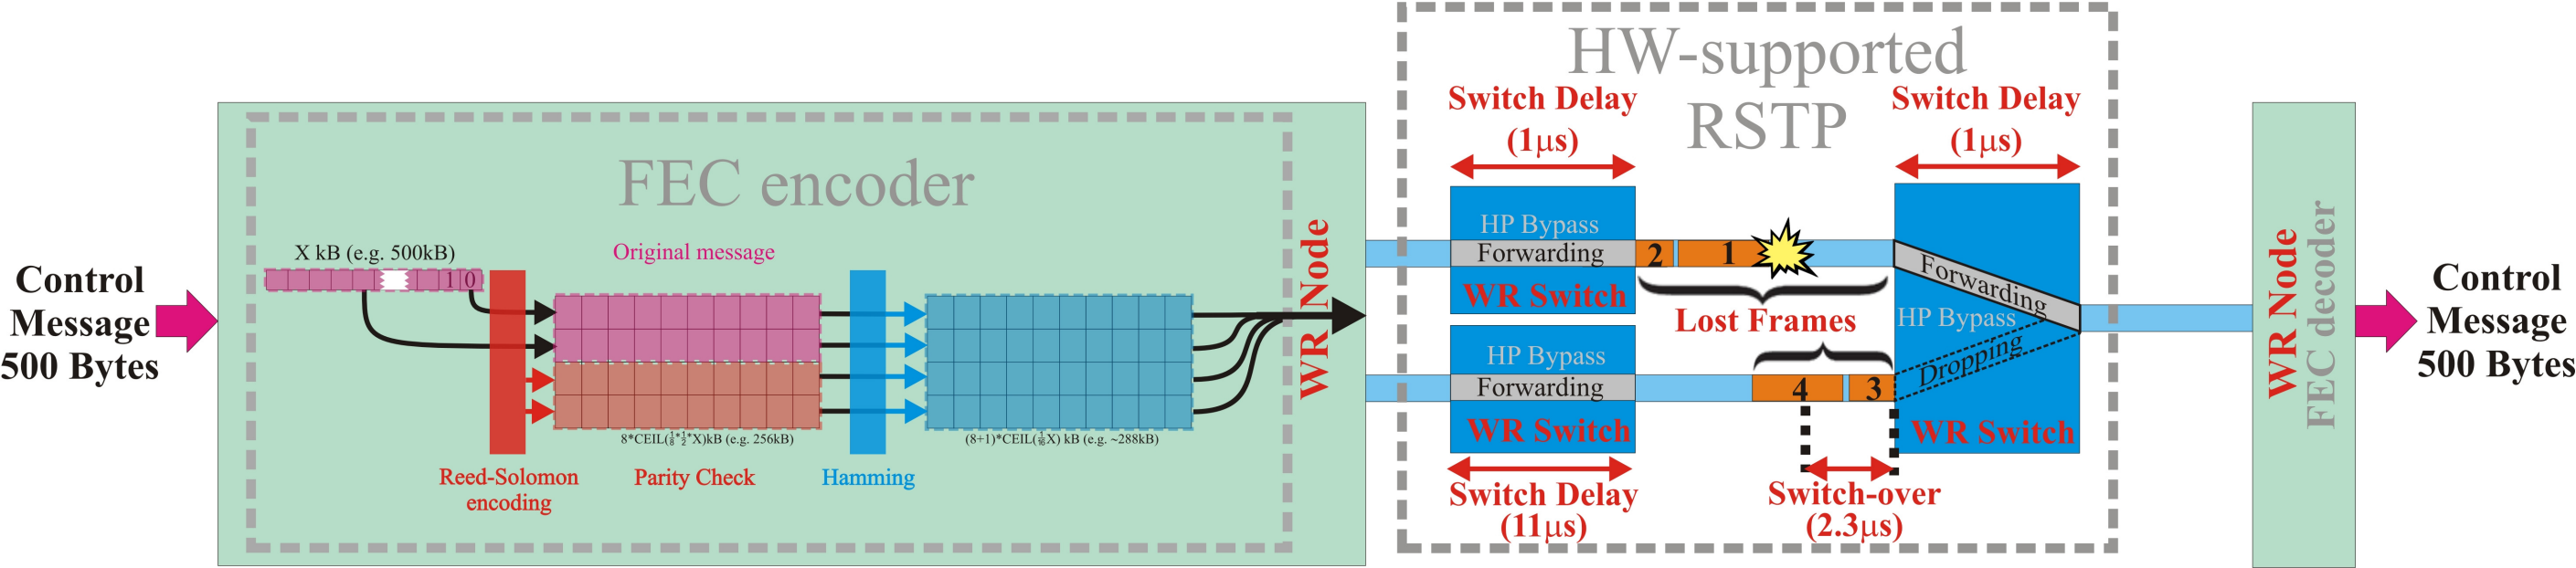 Control
Message
500 Bytes
FEC encoder
X kB (e.g. 500kB)
1 0
Original message
8*CEIL(⅛*½*X)kB (e.g. 256kB)
(8+1)*CEIL(1/16X) kB (e.g. ~288kB)
Reed-Solomon
encoding
Parity Check
Hamming
WR Node
HW-supported
RSTP
Switch Delay
(1µs)
Switch Delay
(1µs)
HP Bypass
Forwarding
WR Switch
2
1
Lost Frames
HP Bypass
Forwarding
WR Switch
4
3
Switch Delay
(11µs)
Switch-over
(2.3µs)
Forwarding
HP Bypass
Dropping
WR Switch
WR Node
FEC decoder
Control
Message
500 Bytes